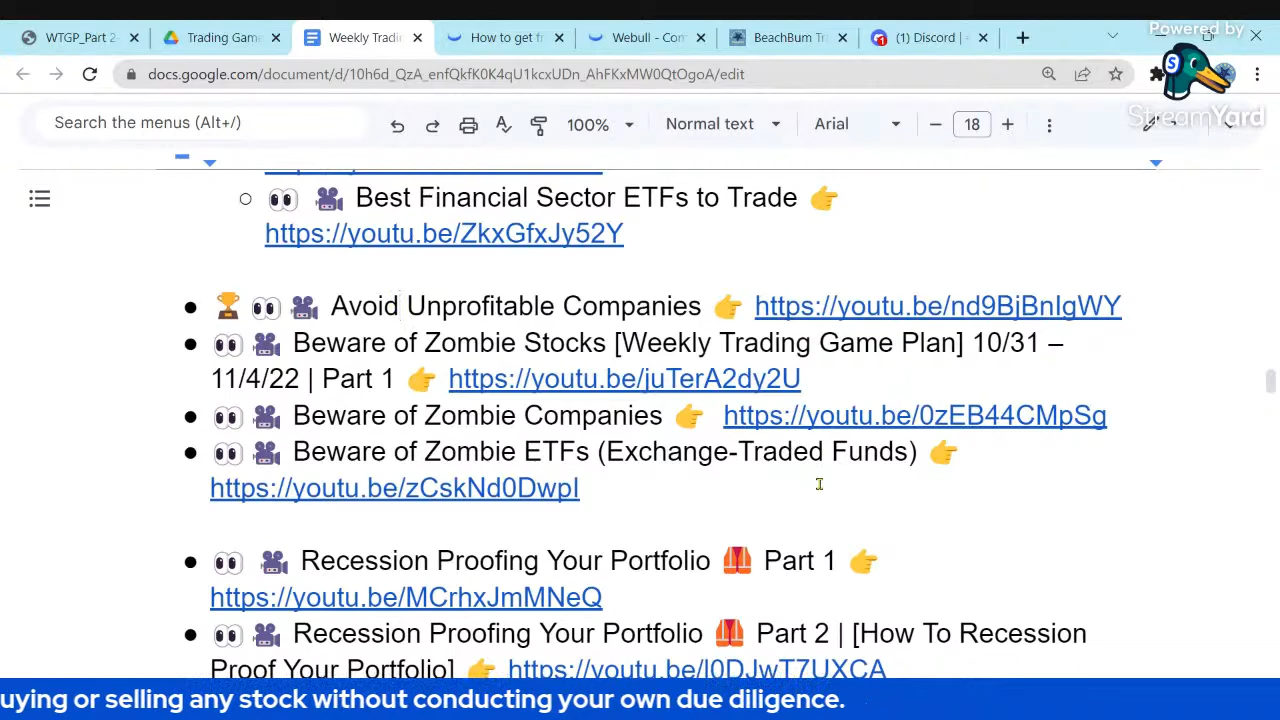 Powered by
WTGP_Part 2-
Trading Game
Weekly Tradi
How to get f
Webull - Con
BeachBum Tr
(1) Discord |
docs.google.com/document/d/10h6d_QzA_enfQkfK0K4qU1kcxUDn_AhFKxMW0QtOgoA/edit
StreamYard
Search the menus (Alt+/)
100%
Normal text
Arial
18
○ 👀 🎥 Best Financial Sector ETFs to Trade 👉
https://youtu.be/ZkxGfxJy52Y
● 🏆 👀 🎥 Avoid Unprofitable Companies 👉 https://youtu.be/nd9BjBnIgWY
● 👀 🎥 Beware of Zombie Stocks [Weekly Trading Game Plan] 10/31 –
11/4/22 | Part 1 👉 https://youtu.be/juTerA2dy2U
● 👀 🎥 Beware of Zombie Companies 👉 https://youtu.be/0zEB44CMpSg
● 👀 🎥 Beware of Zombie ETFs (Exchange-Traded Funds) 👉
https://youtu.be/zCskNd0DwpI
● 👀 🎥 Recession Proofing Your Portfolio 🦺 Part 1 👉
https://youtu.be/MCrhxJmMNeQ
● 👀 🎥 Recession Proofing Your Portfolio 🦺 Part 2 | [How To Recession
Proof Your Portfolio] 👉 https://youtu.be/l0DJwT7UXCA
uying or selling any stock without conducting your own due diligence.